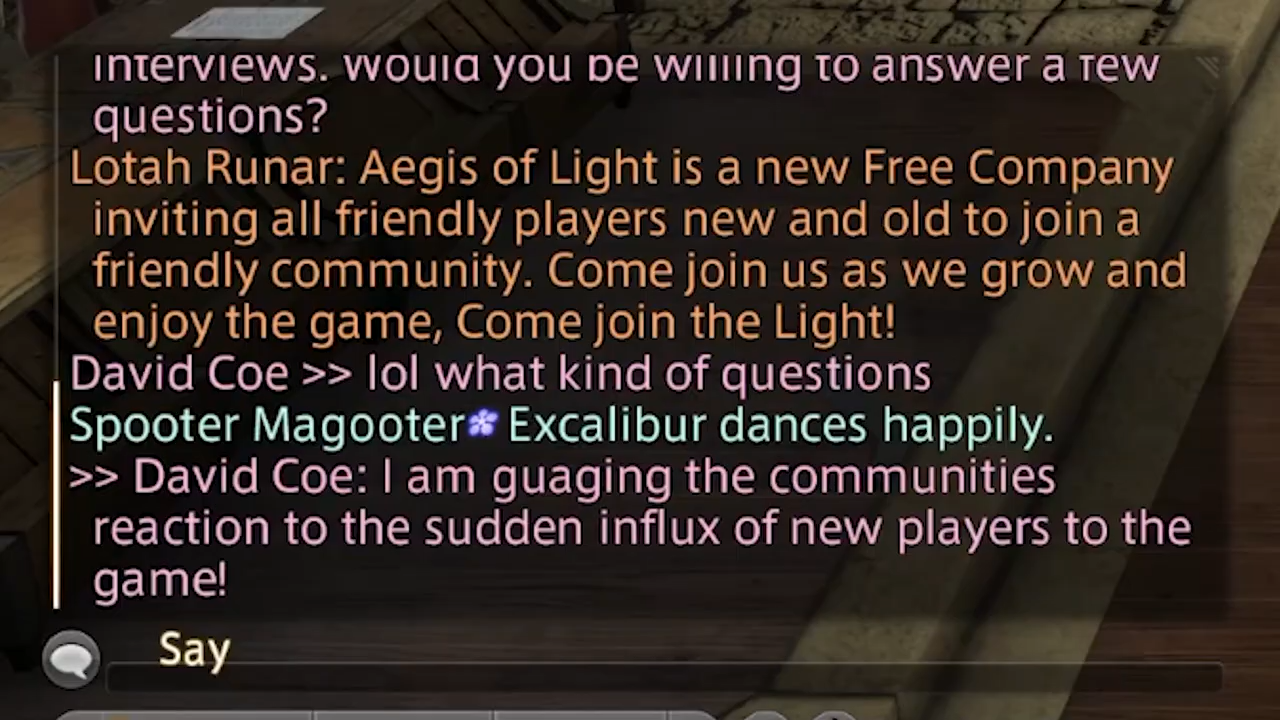 interviews. Would you be willing to answer a few
questions?
Lotah Runar: Aegis of Light is a new Free Company
inviting all friendly players new and old to join a
friendly community. Come join us as we grow and
enjoy the game, Come join the Light!
David Coe >> lol what kind of questions
Spooter Magooter Excalibur dances happily.
>> David Coe: I am guaging the communities
reaction to the sudden influx of new players to the
game!
Say